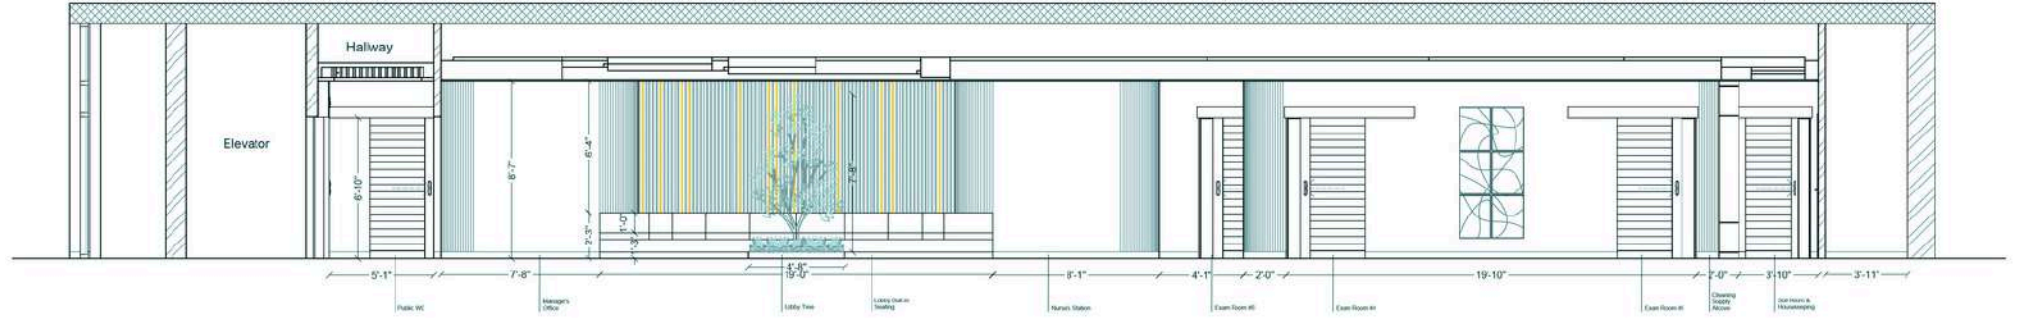 Hallway
Elevator
6'-10"
8'-7"
6'-4"
2'-3"
1'-0"
1'-3"
7'-8"
4'-8"
5'-1"
7'-8"
19'-0"
8'-1"
4'-1"
2'-0"
19'-10"
2'-0"
3'-10"
3'-11"
Public WC
Manager's
Office
Lobby Tree
Lobby Built-in
Seating
Nurse's Station
Exam Room
Exam Room
Exam Room
Cleaning
Supply
Alcove
Housekeeping